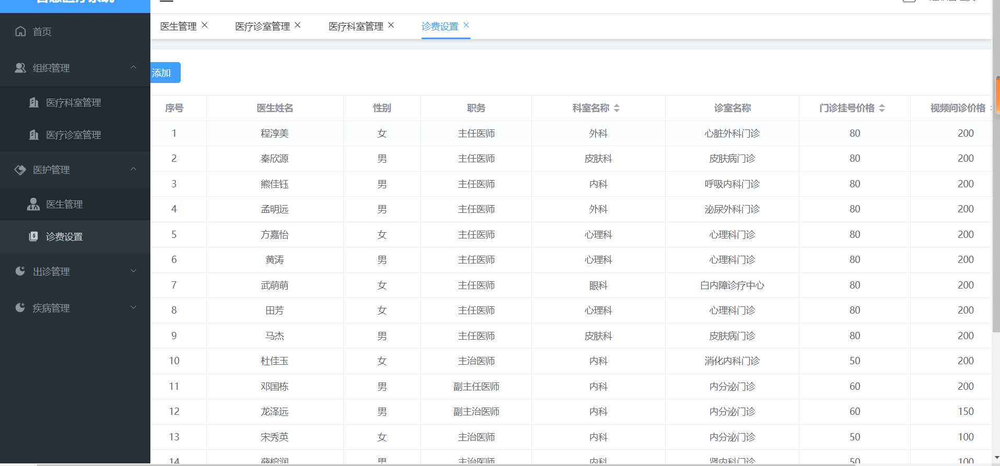 首页
组织管理
医疗科室管理
医疗诊室管理
医护管理
医生管理
诊费设置
出诊管理
疾病管理
医生管理 医疗诊室管理 医疗科室管理 诊费设置
添加
序号 医生姓名 性别 职务 科室名称 诊室名称 门诊挂号价格 视频问诊价格
1 程淳美 女 主任医师 外科 心脏外科门诊 80 200
2 秦欣源 男 主任医师 皮肤科 皮肤病门诊 80 200
3 熊佳钰 男 主任医师 内科 呼吸内科门诊 80 200
4 孟明远 男 主任医师 外科 泌尿外科门诊 80 200
5 方嘉怡 女 主任医师 心理科 心理科门诊 80 200
6 黄涛 男 主任医师 心理科 心理科门诊 80 200
7 武萌萌 女 主任医师 眼科 白内障诊疗中心 80 200
8 田芳 女 主任医师 心理科 心理科门诊 80 200
9 马杰 男 主任医师 皮肤科 皮肤病门诊 80 200
10 杜佳玉 女 主治医师 内科 消化内科门诊 50 200
11 邓国栋 男 副主任医师 内科 内分泌门诊 60 200
12 龙泽远 男 副主治医师 内科 内分泌门诊 60 150
13 宋秀英 女 主治医师 内科 内分泌门诊 50 100
14 薛榕润 男 主治医师 内科 肾内科门诊 50 100